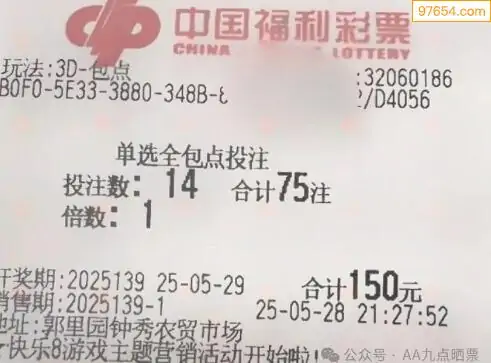 97654.com
中国福利彩票
CHINA LOTTERY
玩法:3D-包点 :32060186
B0F0-5E33-3880-348B- /D4056
单选全包点投注
投注数: 14 合计75注
倍数: 1
开奖期:2025139 25-05-29 合计150元
销售期:2025139-1 25-05-28 21:27:52
地址:郭里园钟秀农贸市场
☆快乐8游戏主题营销活动开始啦!
公众号 · AA九点晒票